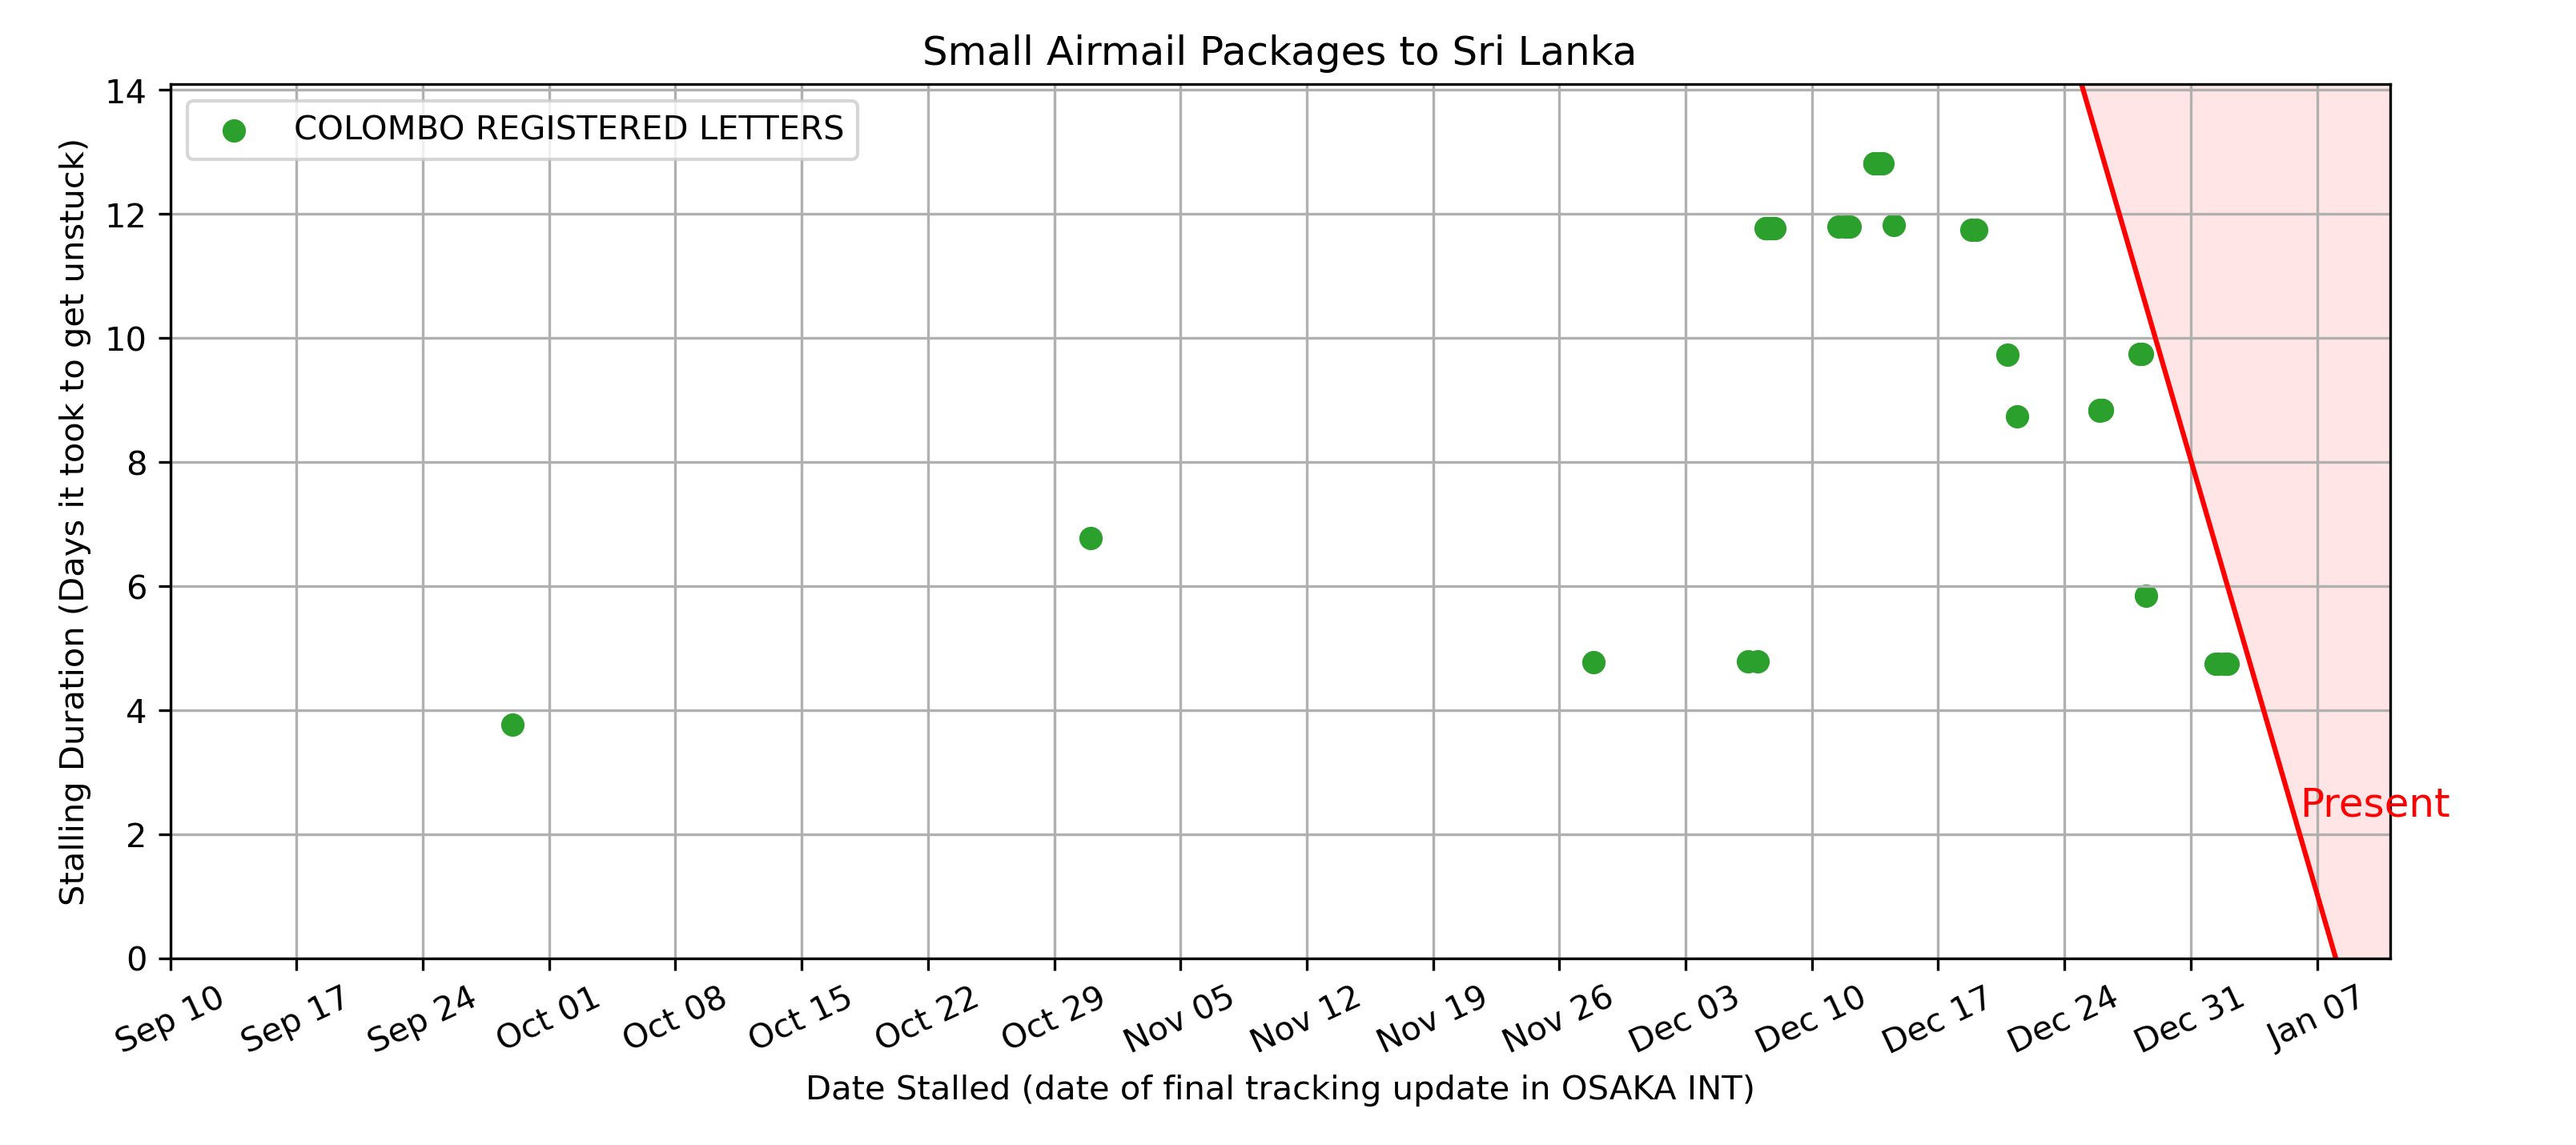 Small Airmail Packages to Sri Lanka
COLOMBO REGISTERED LETTERS
Stalling Duration (Days it took to get unstuck)
14
12
10
8
6
4
2
0
Present
Sep 10
Sep 17
Sep 24
Oct 01
Oct 08
Oct 15
Oct 22
Oct 29
Nov 05
Nov 12
Nov 19
Nov 26
Dec 03
Dec 10
Dec 17
Dec 24
Dec 31
Jan 07
Date Stalled (date of final tracking update in OSAKA INT)